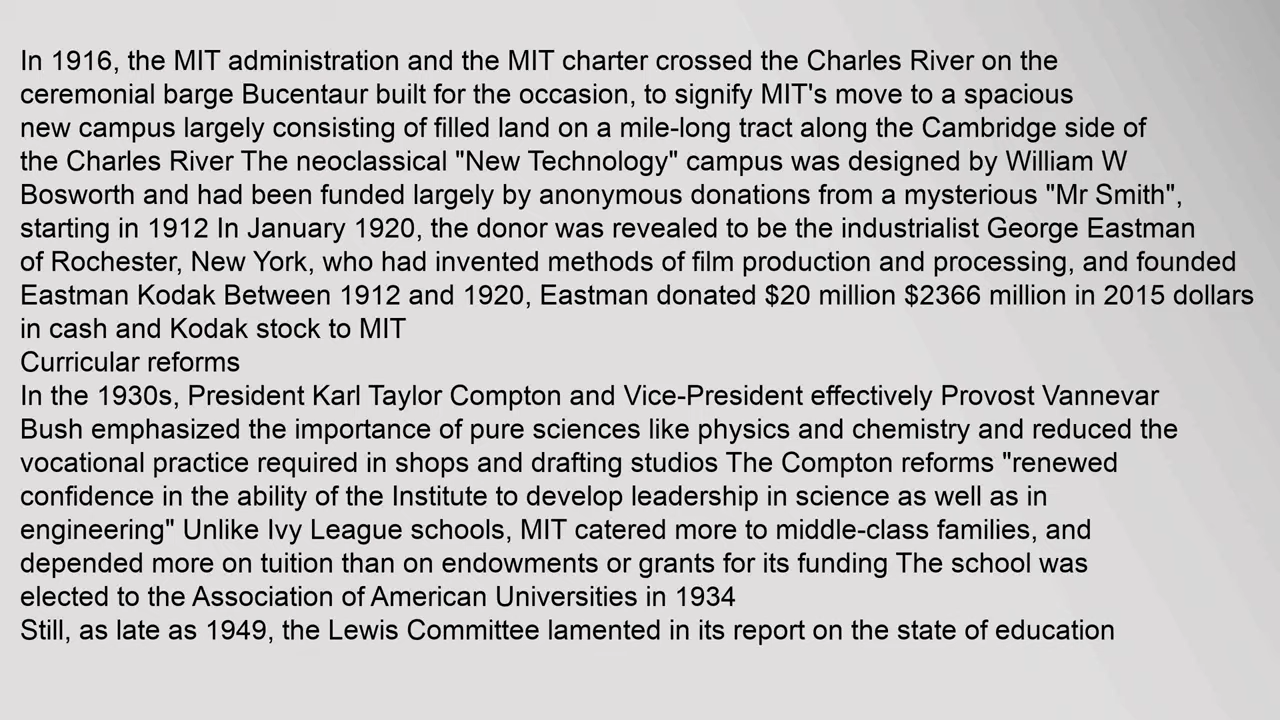 In 1916, the MIT administration and the MIT charter crossed the Charles River on the
ceremonial barge Bucentaur built for the occasion, to signify MIT's move to a spacious
new campus largely consisting of filled land on a mile-long tract along the Cambridge side of
the Charles River The neoclassical "New Technology" campus was designed by William W
Bosworth and had been funded largely by anonymous donations from a mysterious "Mr Smith",
starting in 1912 In January 1920, the donor was revealed to be the industrialist George Eastman
of Rochester, New York, who had invented methods of film production and processing, and founded
Eastman Kodak Between 1912 and 1920, Eastman donated $20 million $2366 million in 2015 dollars
in cash and Kodak stock to MIT
Curricular reforms
In the 1930s, President Karl Taylor Compton and Vice-President effectively Provost Vannevar
Bush emphasized the importance of pure sciences like physics and chemistry and reduced the
vocational practice required in shops and drafting studios The Compton reforms "renewed
confidence in the ability of the Institute to develop leadership in science as well as in
engineering" Unlike Ivy League schools, MIT catered more to middle-class families, and
depended more on tuition than on endowments or grants for its funding The school was
elected to the Association of American Universities in 1934
Still, as late as 1949, the Lewis Committee lamented in its report on the state of education